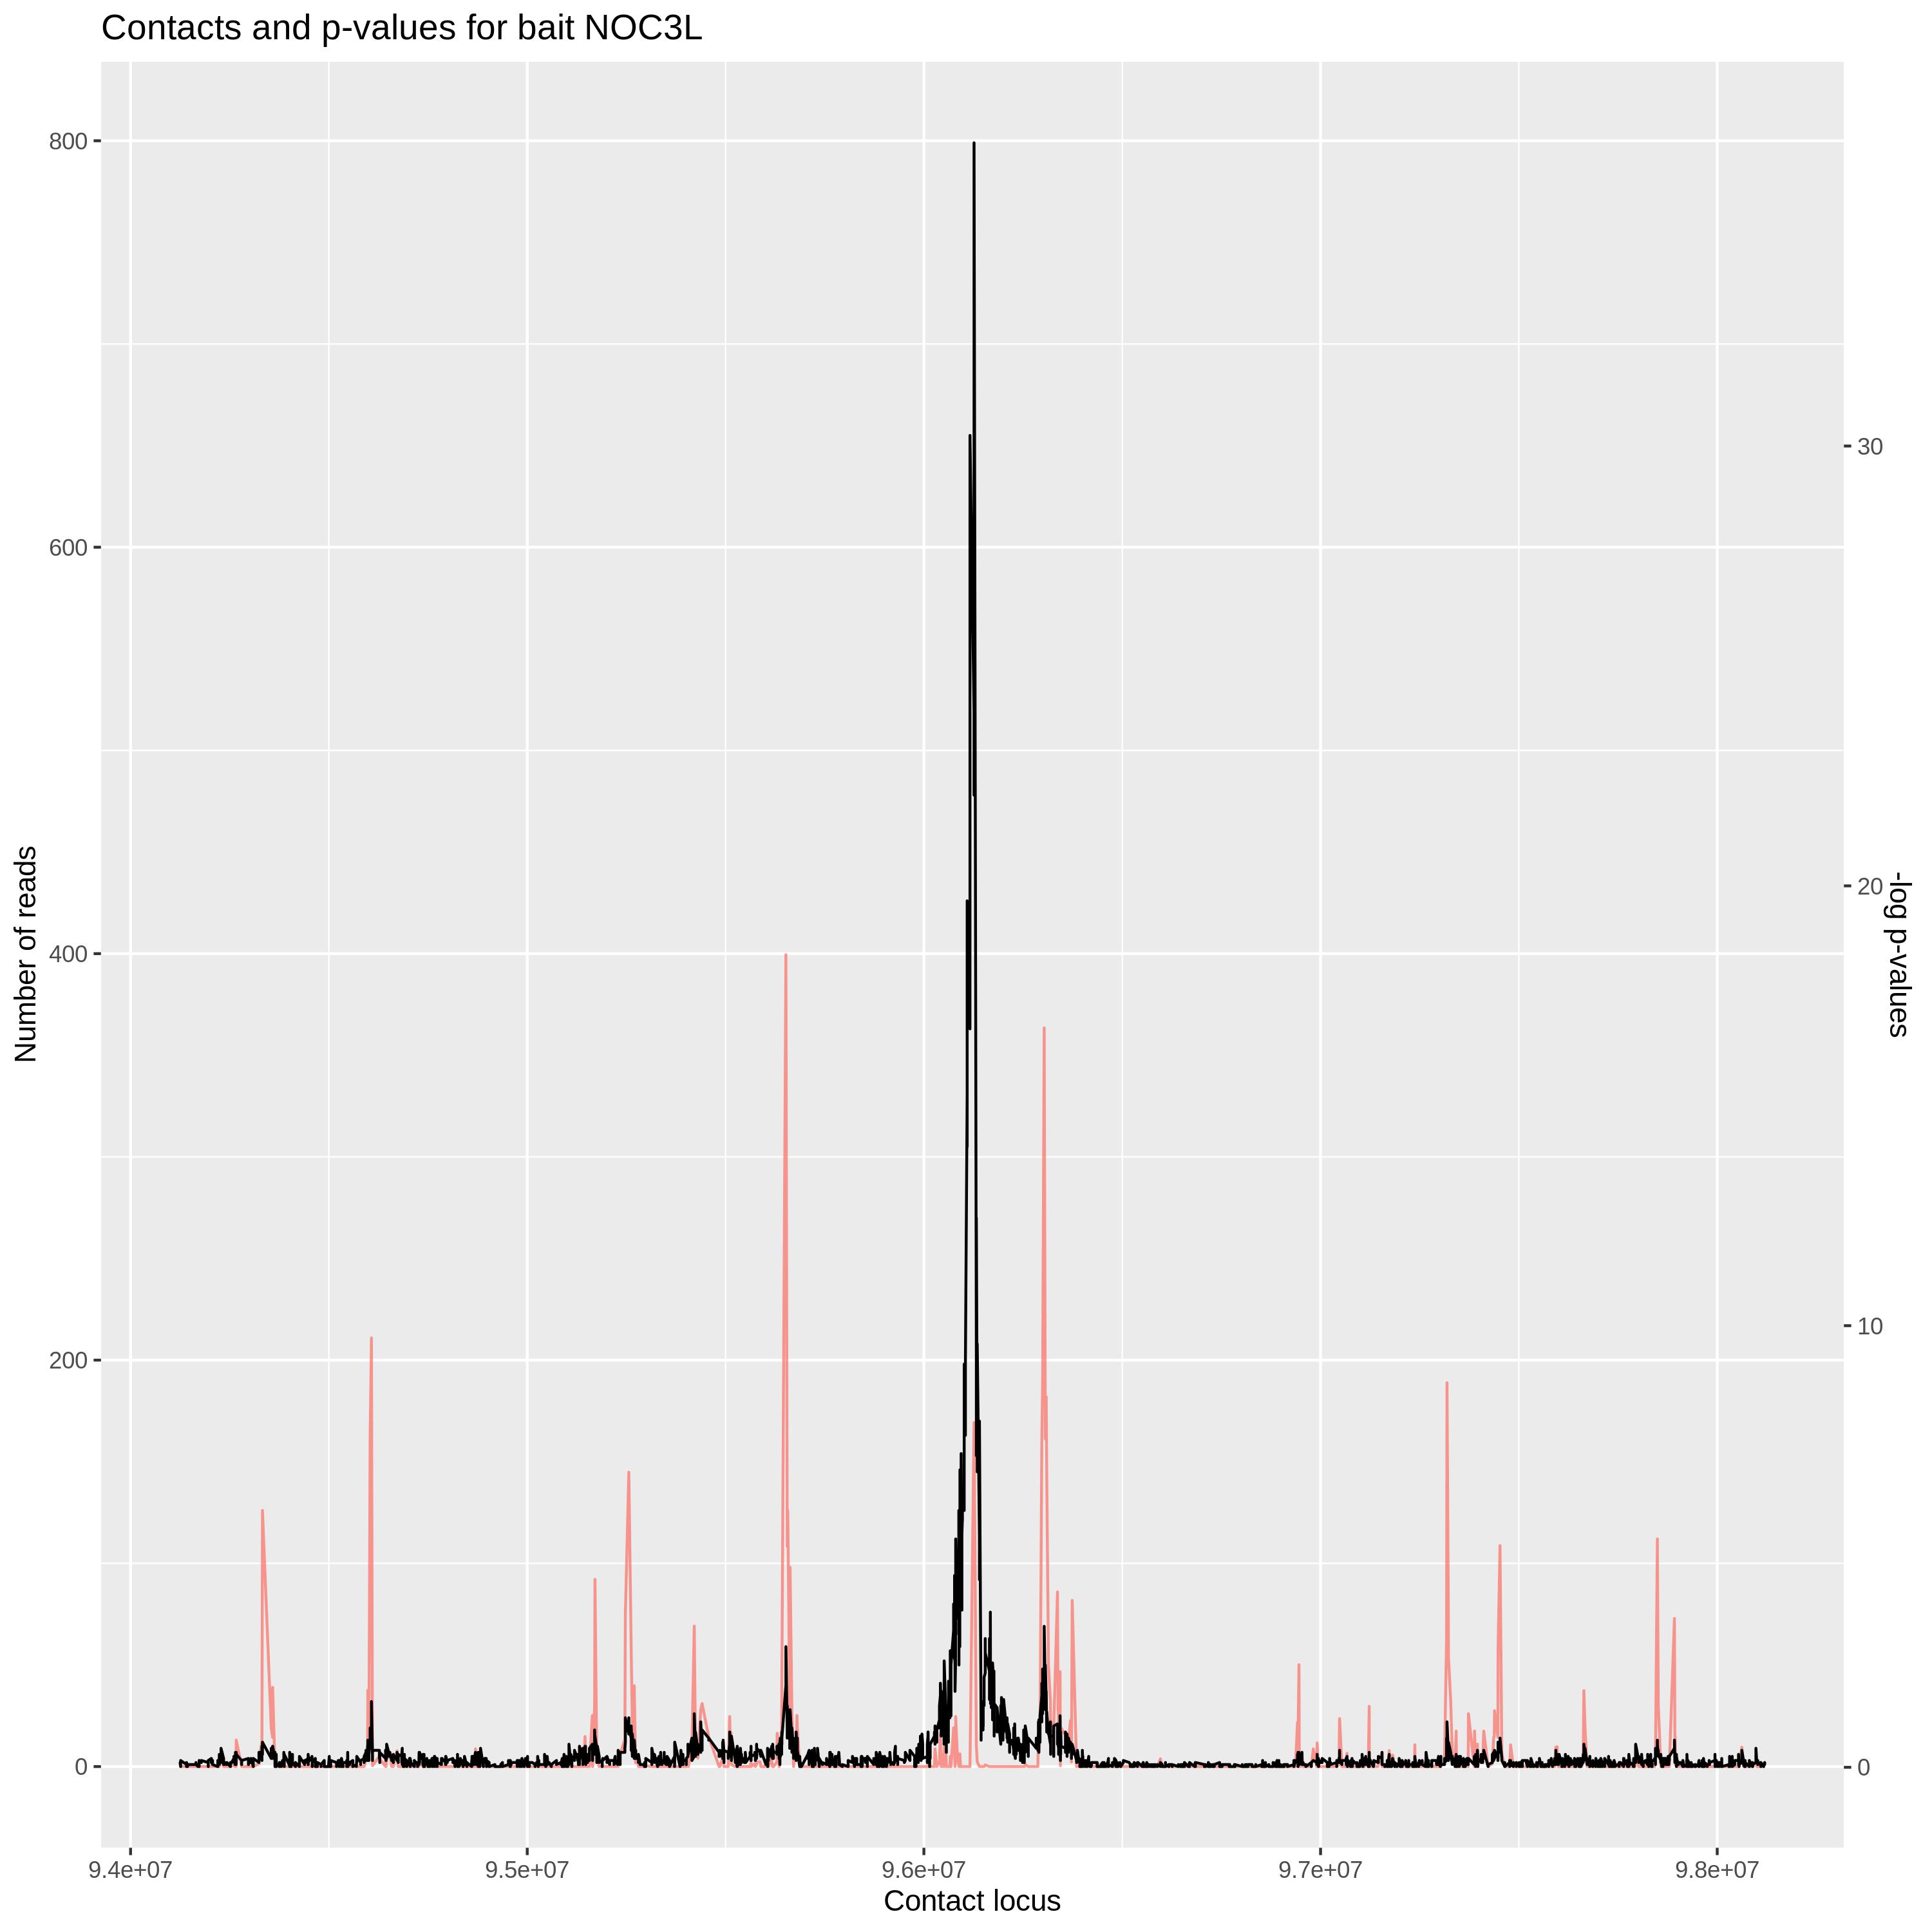 Contacts and p-values for bait NOC3L
800
600
400
200
0
Number of reads
30
20
10
0
-log p-values
9.4e+07
9.5e+07
9.6e+07
9.7e+07
9.8e+07
Contact locus